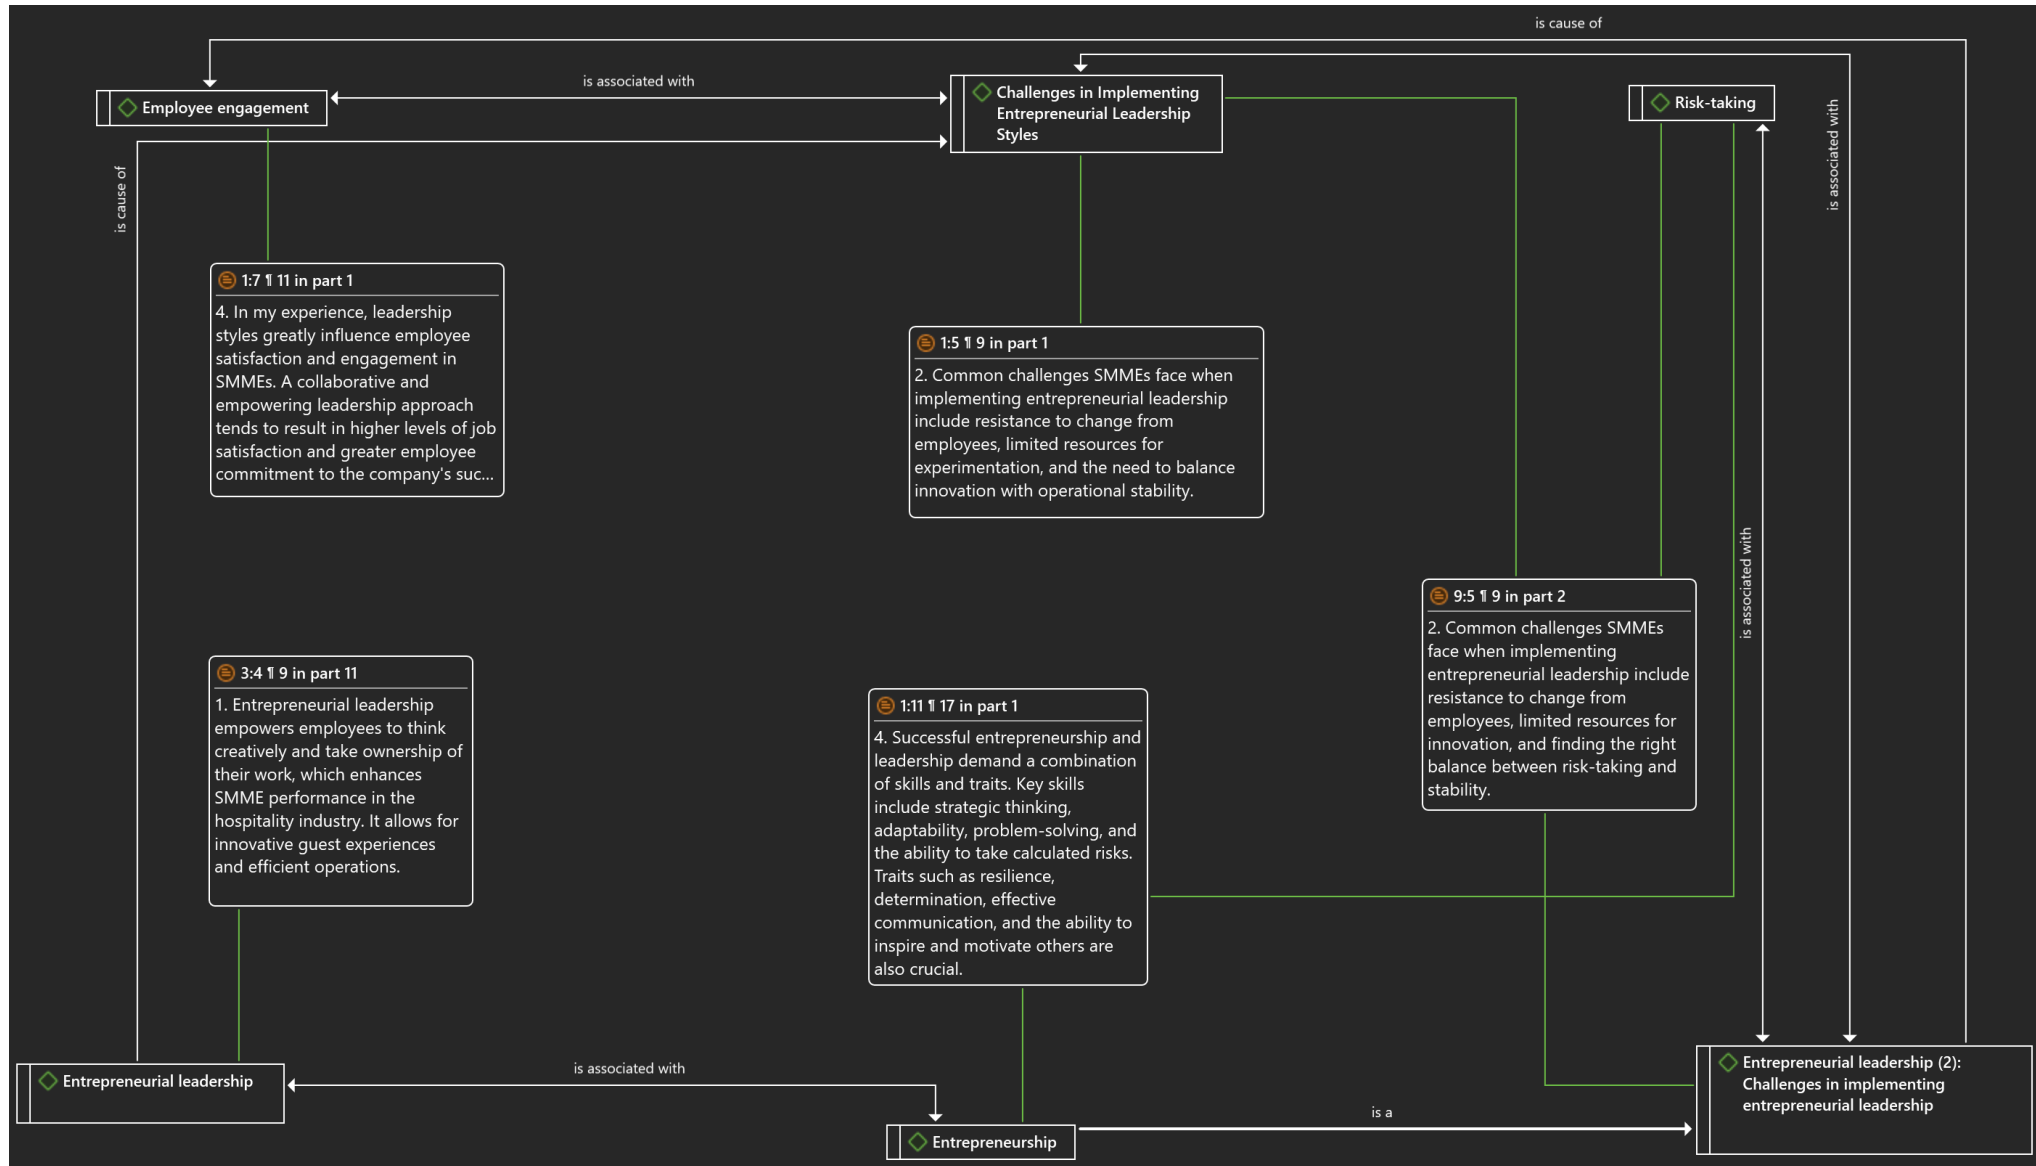 is cause of
Employee engagement
is associated with
Challenges in Implementing
Entrepreneurial Leadership
Styles
Risk-taking
is associated with
is cause of
1:7 ¶ 11 in part 1
4. In my experience, leadership
styles greatly influence employee
satisfaction and engagement in
SMMEs. A collaborative and
empowering leadership approach
tends to result in higher levels of job
satisfaction and greater employee
commitment to the company's suc...
1:5 ¶ 9 in part 1
2. Common challenges SMMEs face when
implementing entrepreneurial leadership
include resistance to change from
employees, limited resources for
experimentation, and the need to balance
innovation with operational stability.
is associated with
9:5 ¶ 9 in part 2
2. Common challenges SMMEs
face when implementing
entrepreneurial leadership include
resistance to change from
employees, limited resources for
innovation, and finding the right
balance between risk-taking and
stability.
3:4 ¶ 9 in part 11
1. Entrepreneurial leadership
empowers employees to think
creatively and take ownership of
their work, which enhances
SMME performance in the
hospitality industry. It allows for
innovative guest experiences
and efficient operations.
1:11 ¶ 17 in part 1
4. Successful entrepreneurship and
leadership demand a combination
of skills and traits. Key skills
include strategic thinking,
adaptability, problem-solving, and
the ability to take calculated risks.
Traits such as resilience,
determination, effective
communication, and the ability to
inspire and motivate others are
also crucial.
Entrepreneurial leadership
is associated with
Entrepreneurship
is a
Entrepreneurial leadership (2):
Challenges in implementing
entrepreneurial leadership